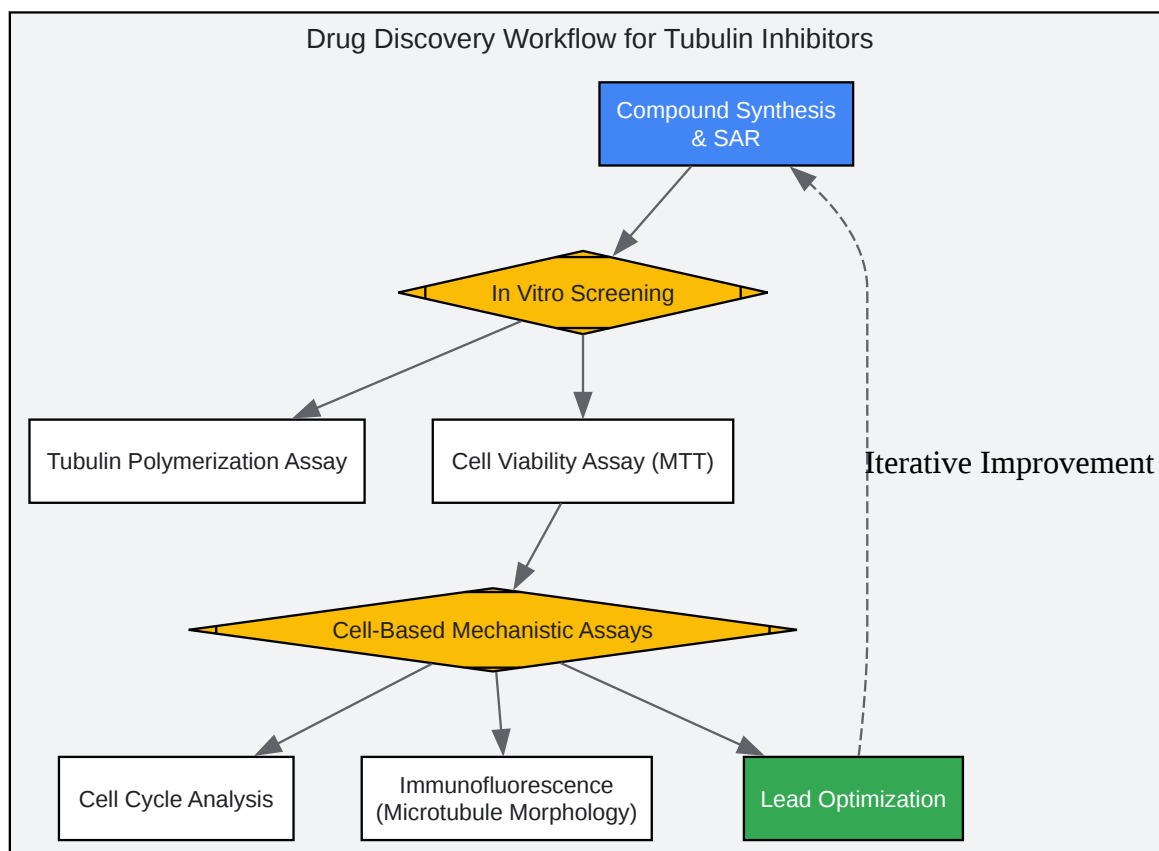 Drug Discovery Workflow for Tubulin Inhibitors
Compound Synthesis
& SAR
In Vitro Screening
Tubulin Polymerization Assay
Cell Viability Assay (MTT)
Iterative Improvement
Cell-Based Mechanistic Assays
Cell Cycle Analysis
Immunofluorescence
(Microtubule Morphology)
Lead Optimization